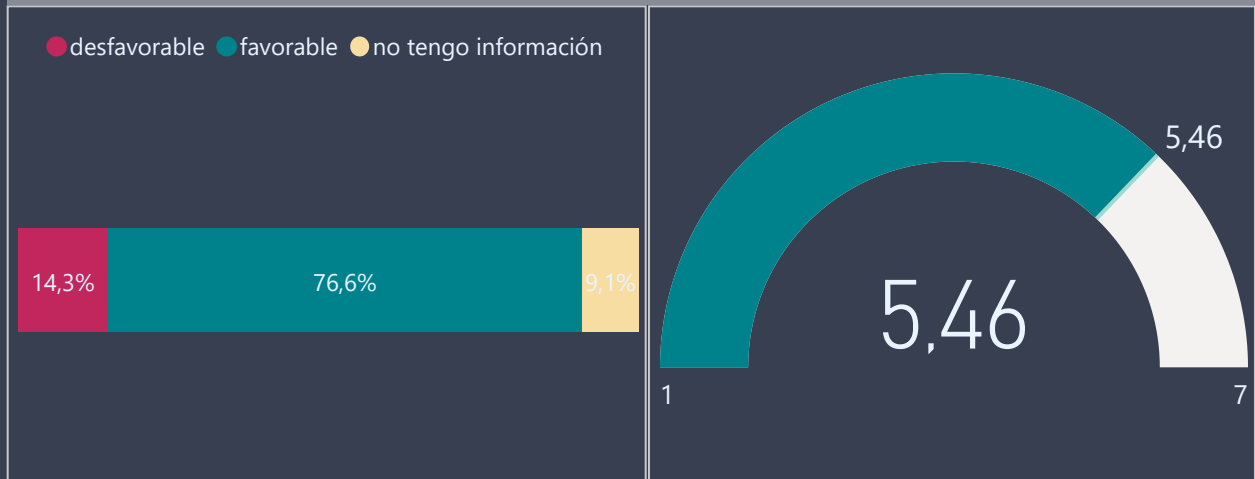 desfavorable favorable no tengo información
14,3% 76,6% 9,1%
5,46
5,46
1 7